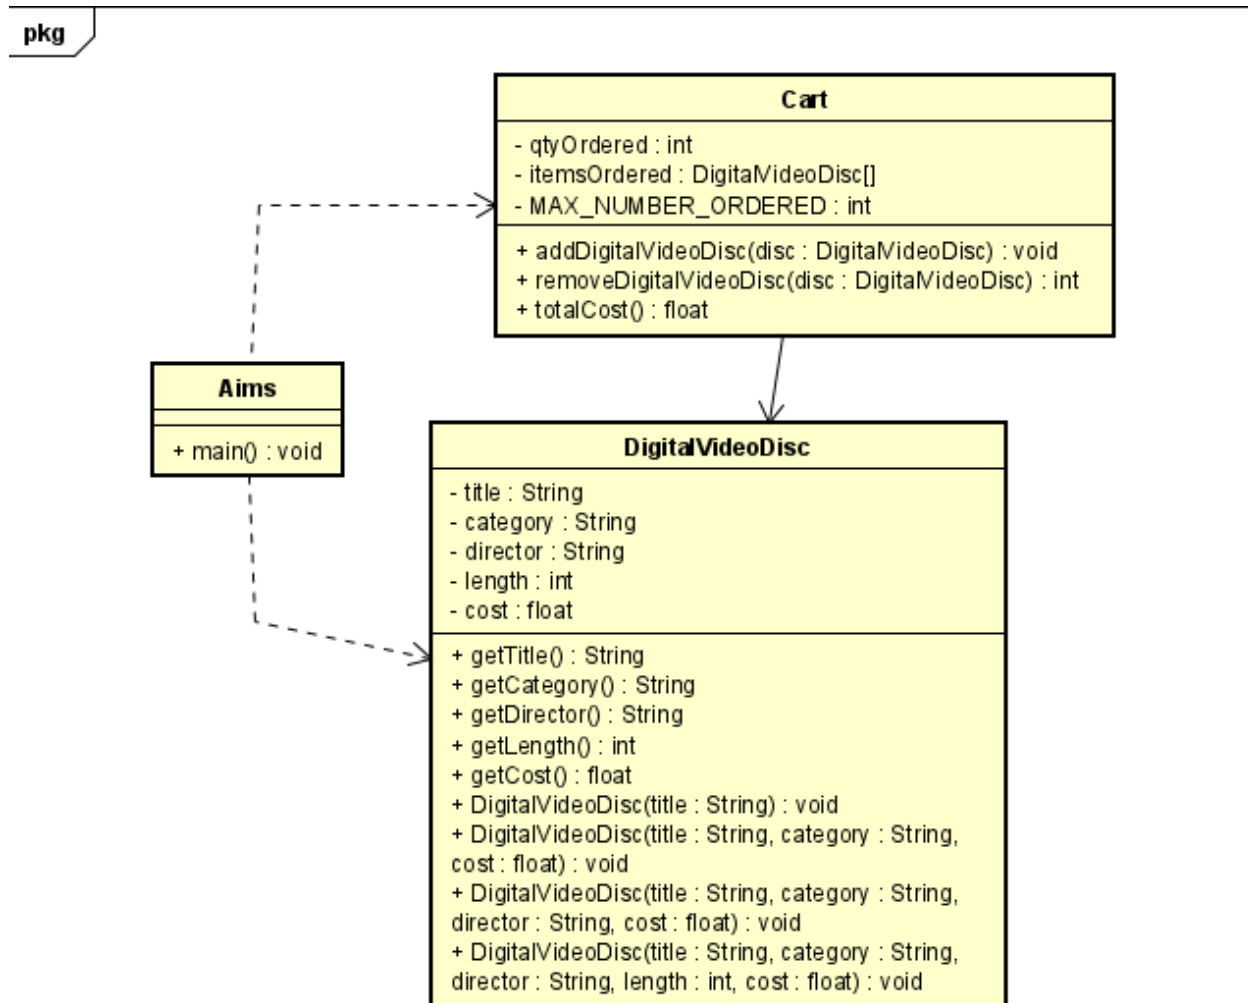 pkg
Cart
- qtyOrdered : int
- itemsOrdered : DigitalVideoDisc[]
- MAX_NUMBER_ORDERED : int
+ addDigitalVideoDisc(disc : DigitalVideoDisc) : void
+ removeDigitalVideoDisc(disc : DigitalVideoDisc) : int
+ totalCost() : float
Aims
+ main() : void
DigitalVideoDisc
- title : String
- category : String
- director : String
- length : int
- cost : float
+ getTitle() : String
+ getCategory() : String
+ getDirector() : String
+ getLength() : int
+ getCost() : float
+ DigitalVideoDisc(title : String) : void
+ DigitalVideoDisc(title : String, category : String,
cost : float) : void
+ DigitalVideoDisc(title : String, category : String,
director : String, cost : float) : void
+ DigitalVideoDisc(title : String, category : String,
director : String, length : int, cost : float) : void